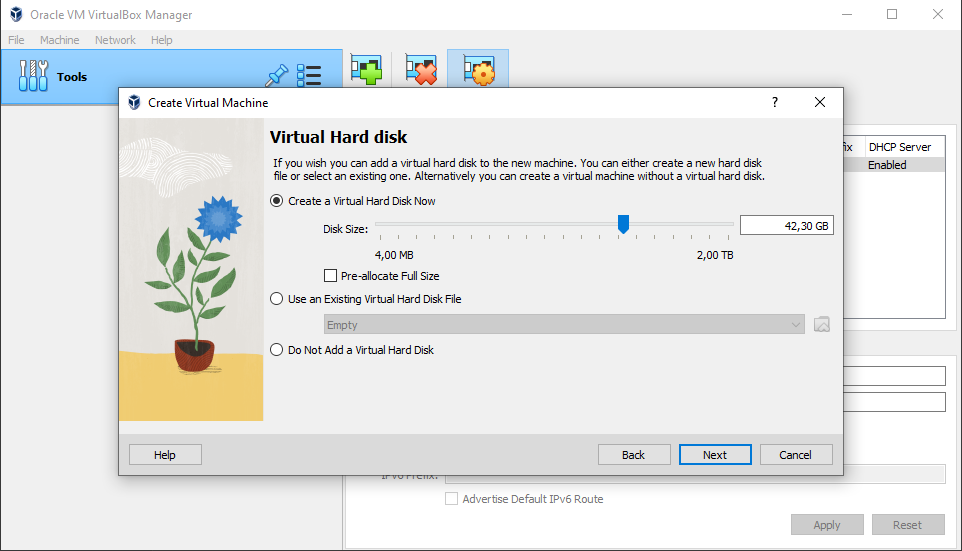 Oracle VM VirtualBox Manager
File Machine Network Help
Tools
Create Virtual Machine
?
Virtual Hard disk
If you wish you can add a virtual hard disk to the new machine. You can either create a new hard disk
file or select an existing one. Alternatively you can create a virtual machine without a virtual hard disk.
fix DHCP Server
Enabled
Create a Virtual Hard Disk Now
Disk Size: 42,30 GB
4,00 MB 2,00 TB
Pre-allocate Full Size
Use an Existing Virtual Hard Disk File
Empty
Do Not Add a Virtual Hard Disk
Help Back Next Cancel
IPv6 Prefix:
Advertise Default IPv6 Route
Apply Reset